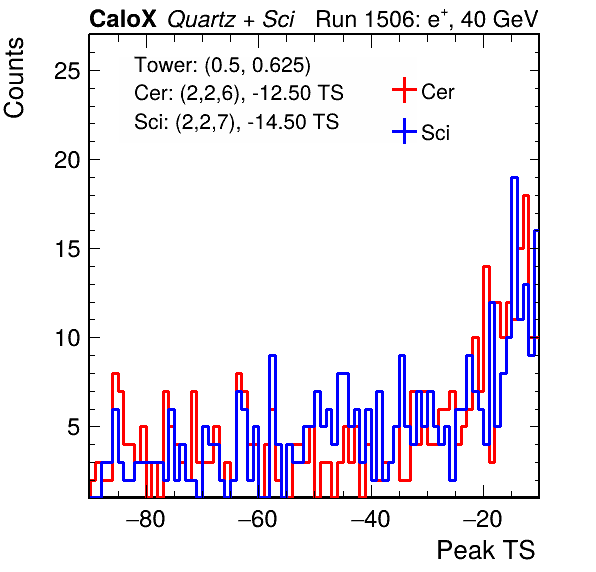 CaloX Quartz + Sci Run 1506: e+, 40 GeV
Counts
Tower: (0.5, 0.625)
Cer: (2,2,6), -12.50 TS
Sci: (2,2,7), -14.50 TS
Cer
Sci
25
20
15
10
5
−80 −60 −40 −20
Peak TS